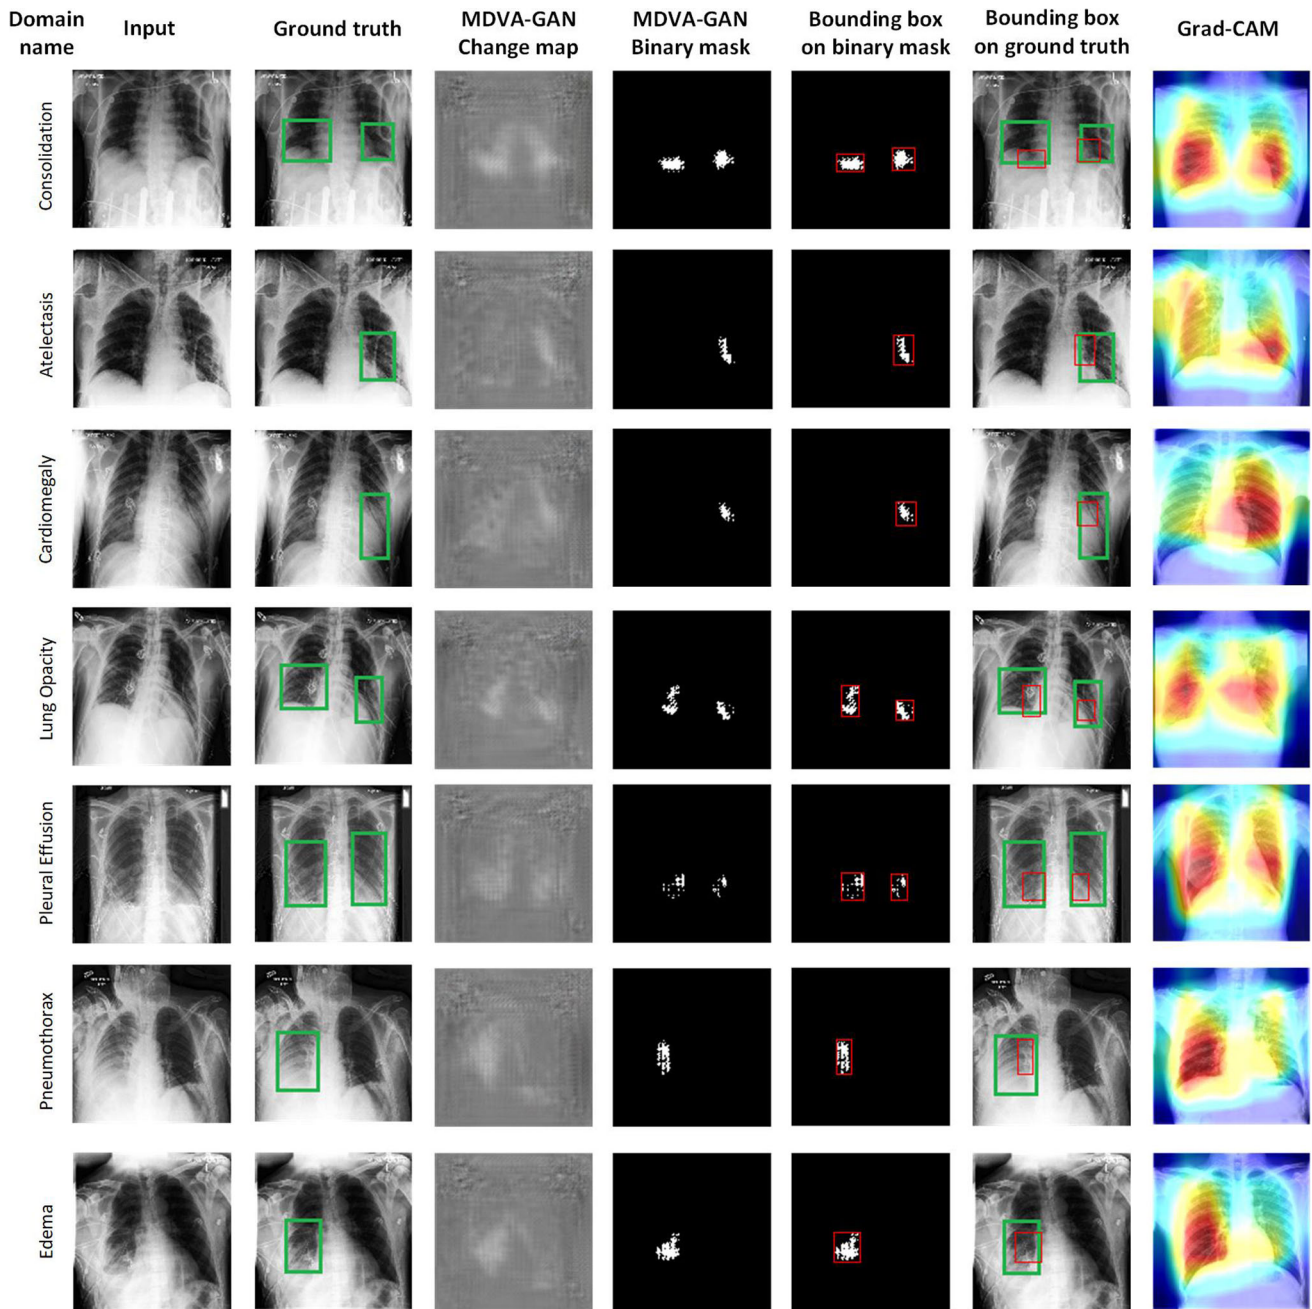 Domain name
Input
Ground truth
MDVA-GAN Change map
MDVA-GAN Binary mask
Bounding box on binary mask
Bounding box on ground truth
Grad-CAM
Consolidation
Atelectasis
Cardiomegaly
Lung Opacity
Pleural Effusion
Pneumothorax
Edema